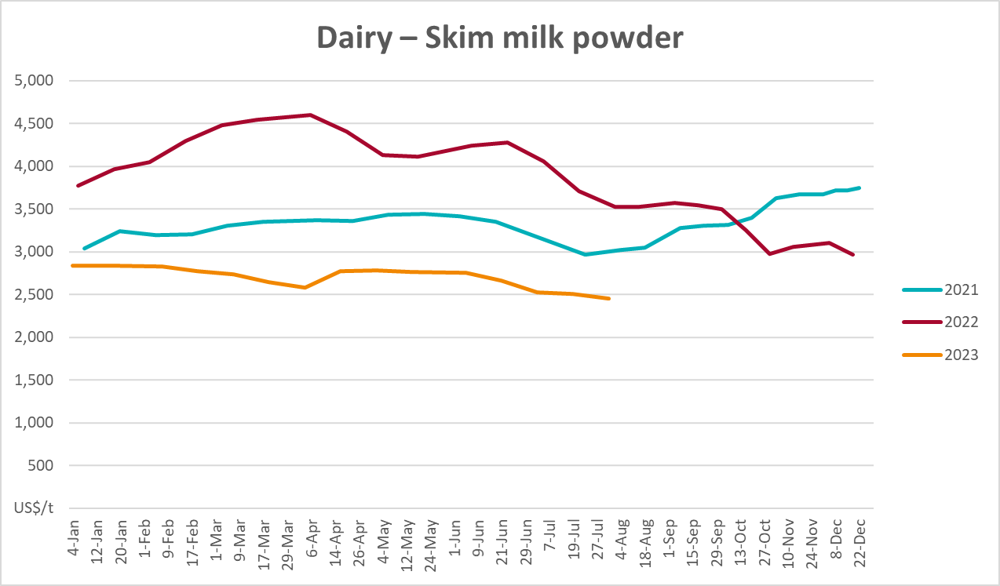 Dairy – Skim milk powder
5,000
4,500
4,000
3,500
3,000
2,500
2,000
1,500
1,000
500
US$/t
2021
2022
2023
4-Jan
12-Jan
20-Jan
1-Feb
9-Feb
17-Feb
1-Mar
9-Mar
17-Mar
29-Mar
6-Apr
14-Apr
26-Apr
4-May
12-May
24-May
1-Jun
9-Jun
21-Jun
29-Jun
7-Jul
19-Jul
27-Jul
4-Aug
18-Aug
1-Sep
15-Sep
29-Sep
13-Oct
27-Oct
10-Nov
24-Nov
8-Dec
22-Dec